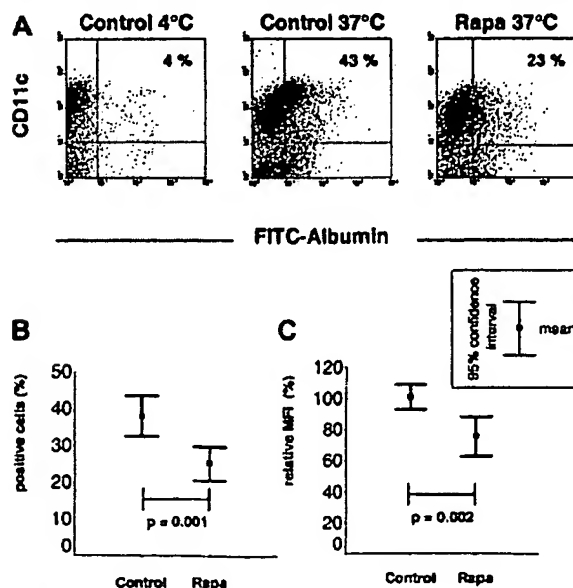 A
Control 4°C
Control 37°C
Rapa 37°C
4 %
43 %
23 %
CD11c
FITC-Albumin
95% confidence
interval
mean
B
C
positive cells (%)
50
40
30
20
10
0
p = 0.001
Control
Rapa
relative MFI (%)
120
100
80
60
40
20
0
p = 0.002
Control
Rapa